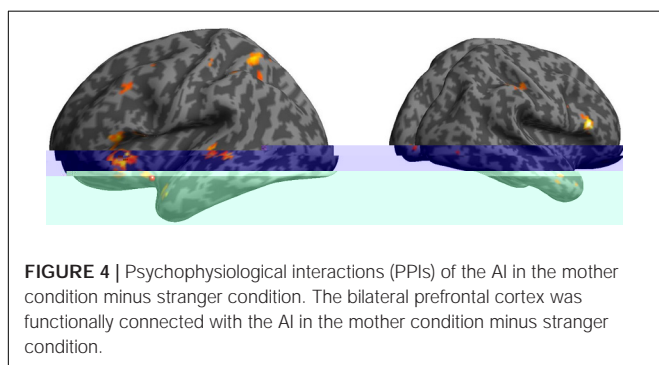 FIGURE 4 | Psychophysiological interactions (PPIs) of the AI in the mother
condition minus stranger condition. The bilateral prefrontal cortex was
functionally connected with the AI in the mother condition minus stranger
condition.